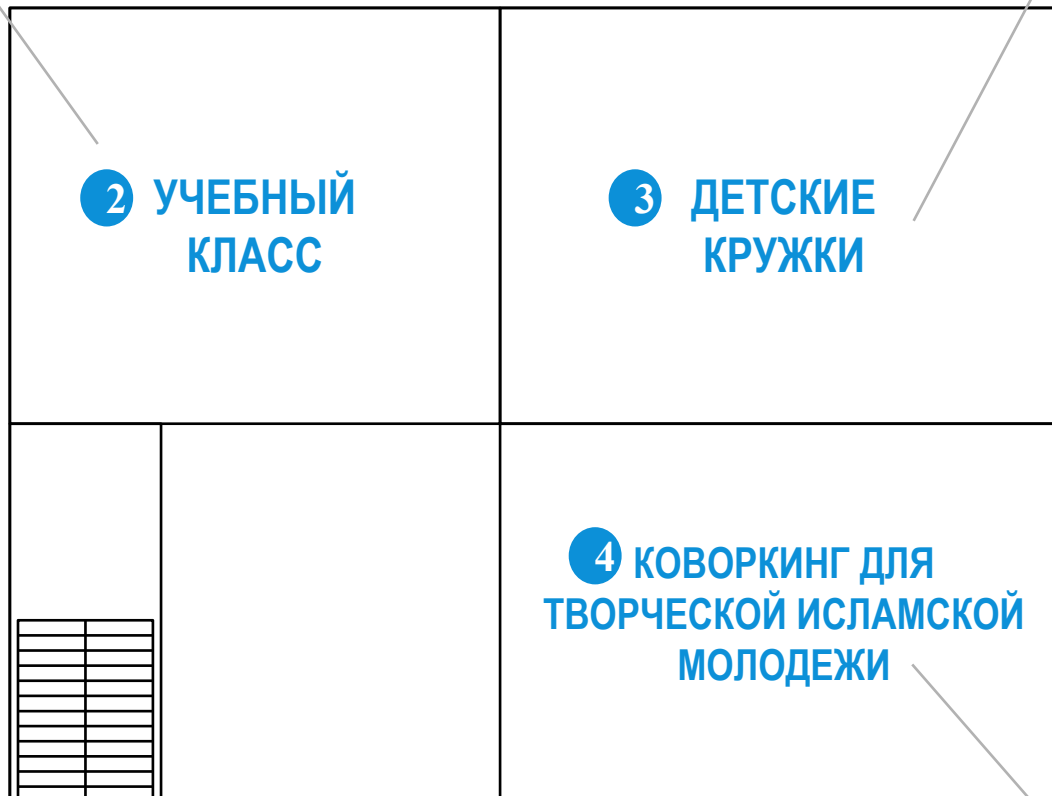 2 УЧЕБНЫЙ
КЛАСС
3 ДЕТСКИЕ
КРУЖКИ
4 КОВОРКИНГ ДЛЯ
ТВОРЧЕСКОЙ ИСЛАМСКОЙ
МОЛОДЕЖИ